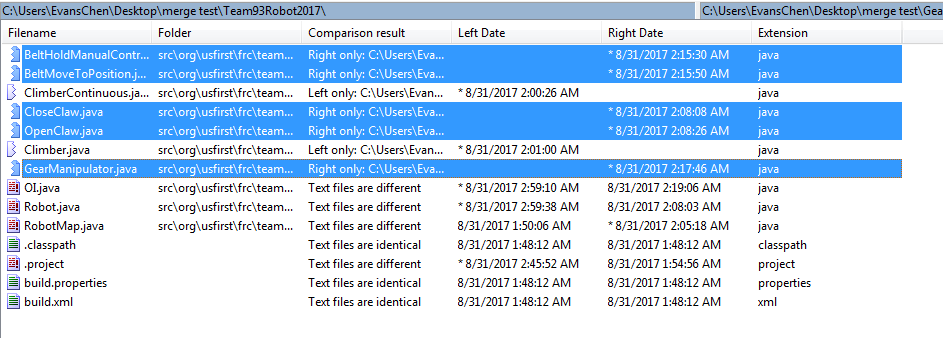 C:\Users\EvansChen\Desktop\merge test\Team93Robot2017\ C:\Users\EvansChen\Desktop\merge test\Gea
Filename Folder Comparison result Left Date Right Date Extension
BeltHoldManualContr... src\org\usfirst\frc\team... Right only: C:\Users\Eva... * 8/31/2017 2:15:30 AM java
BeltMoveToPosition.j... src\org\usfirst\frc\team... Right only: C:\Users\Eva... * 8/31/2017 2:15:50 AM java
ClimberContinuous.ja... src\org\usfirst\frc\team... Left only: C:\Users\Evan... * 8/31/2017 2:00:26 AM java
CloseClaw.java src\org\usfirst\frc\team... Right only: C:\Users\Eva... * 8/31/2017 2:08:08 AM java
OpenClaw.java src\org\usfirst\frc\team... Right only: C:\Users\Eva... * 8/31/2017 2:08:26 AM java
Climber.java src\org\usfirst\frc\team... Left only: C:\Users\Evan... * 8/31/2017 2:01:00 AM java
GearManipulator.java src\org\usfirst\frc\team... Right only: C:\Users\Eva... * 8/31/2017 2:17:46 AM java
OI.java src\org\usfirst\frc\team... Text files are different * 8/31/2017 2:59:10 AM 8/31/2017 2:19:06 AM java
Robot.java src\org\usfirst\frc\team... Text files are different * 8/31/2017 2:59:38 AM 8/31/2017 2:08:03 AM java
RobotMap.java src\org\usfirst\frc\team... Text files are different 8/31/2017 1:50:06 AM * 8/31/2017 2:05:18 AM java
.classpath Text files are identical 8/31/2017 1:48:12 AM 8/31/2017 1:48:12 AM classpath
.project Text files are different * 8/31/2017 2:45:52 AM 8/31/2017 1:54:56 AM project
build.properties Text files are identical 8/31/2017 1:48:12 AM 8/31/2017 1:48:12 AM properties
build.xml Text files are identical 8/31/2017 1:48:12 AM 8/31/2017 1:48:12 AM xml